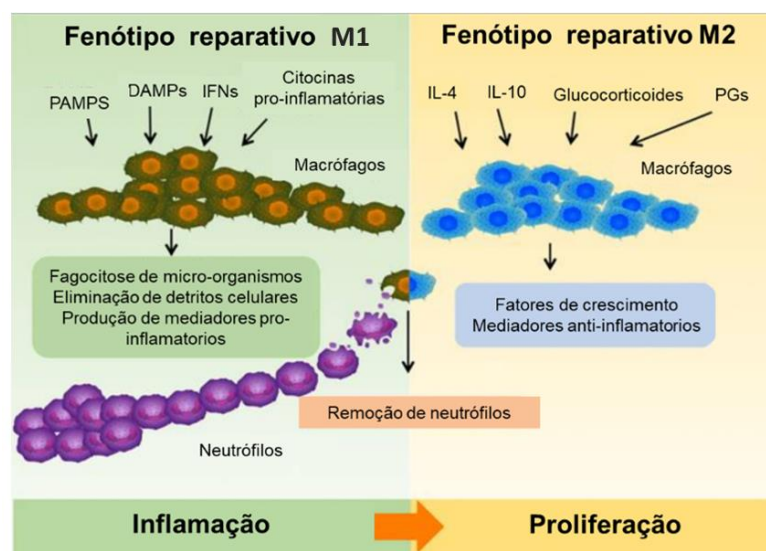 Fenótipo reparativo M1
PAMPS
DAMPs
IFNs
Citocinas
pro-inflamatórias
Macrófagos
Fagocitose de micro-organismos
Eliminação de detritos celulares
Produção de mediadores pro-
inflamatorios
Neutrófilos
Inflamação
Fenótipo reparativo M2
IL-4
IL-10
Glucocorticoides
PGs
Macrófagos
Fatores de crescimento
Mediadores anti-inflamatorios
Remoção de neutrófilos
Proliferação